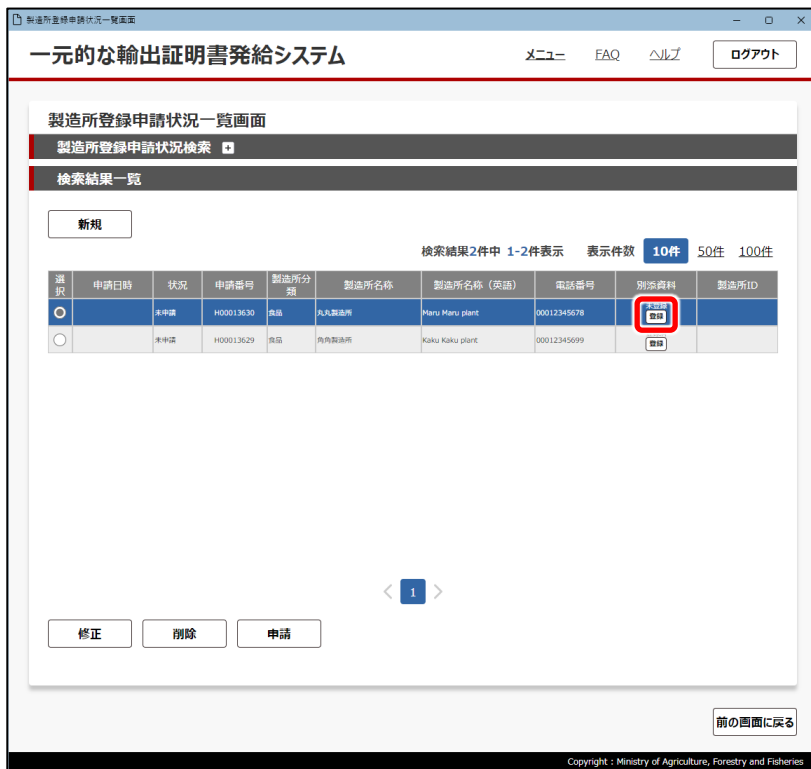 製造所登録申請状況一覧画面
一元的な輸出証明書発給システム
メニュー FAQ ヘルプ ログアウト
製造所登録申請状況一覧画面
製造所登録申請状況検索
検索結果一覧
新規
検索結果2件中 1-2件表示 表示件数 10件 50件 100件
選択 申請日時 状況 申請番号 製造所分類 製造所名称 製造所名称（英語） 電話番号 別添資料 製造所ID
未申請 H00013630 食品 丸丸製造所 Maru Maru plant 00012345678 未登録 登録
未申請 H00013629 食品 角角製造所 Kaku Kaku plant 00012345699 登録
1
修正 削除 申請
前の画面に戻る
Copyright : Ministry of Agriculture, Forestry and Fisheries